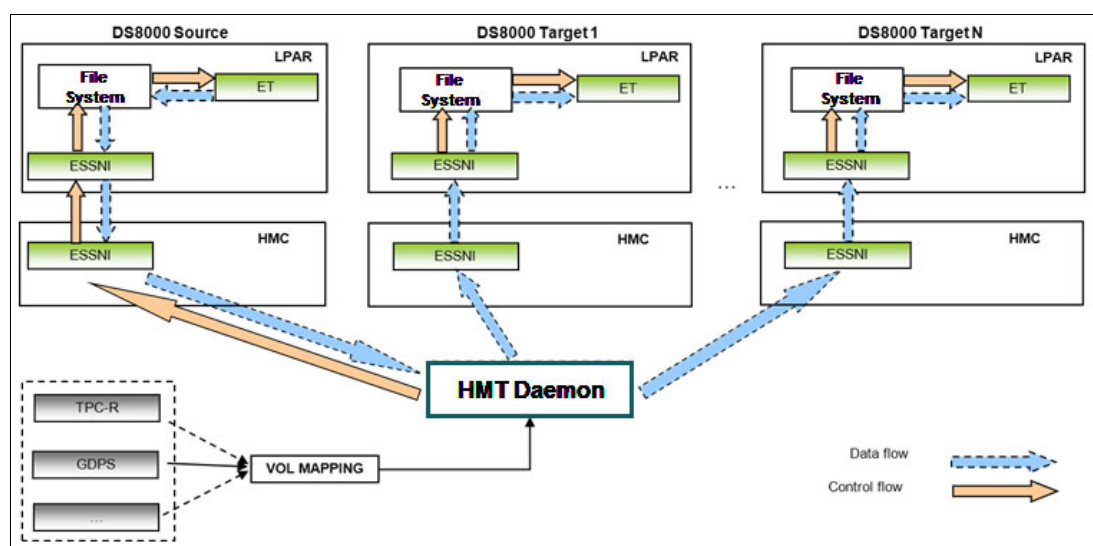 DS8000 Source
DS8000 Target 1
DS8000 Target N
LPAR
LPAR
LPAR
File
System
ET
File
System
ET
File
System
ET
ESSNI
ESSNI
ESSNI
...
HMC
HMC
HMC
ESSNI
ESSNI
ESSNI
HMT Daemon
TPC-R
GDPS
...
VOL MAPPING
Data flow
Control flow